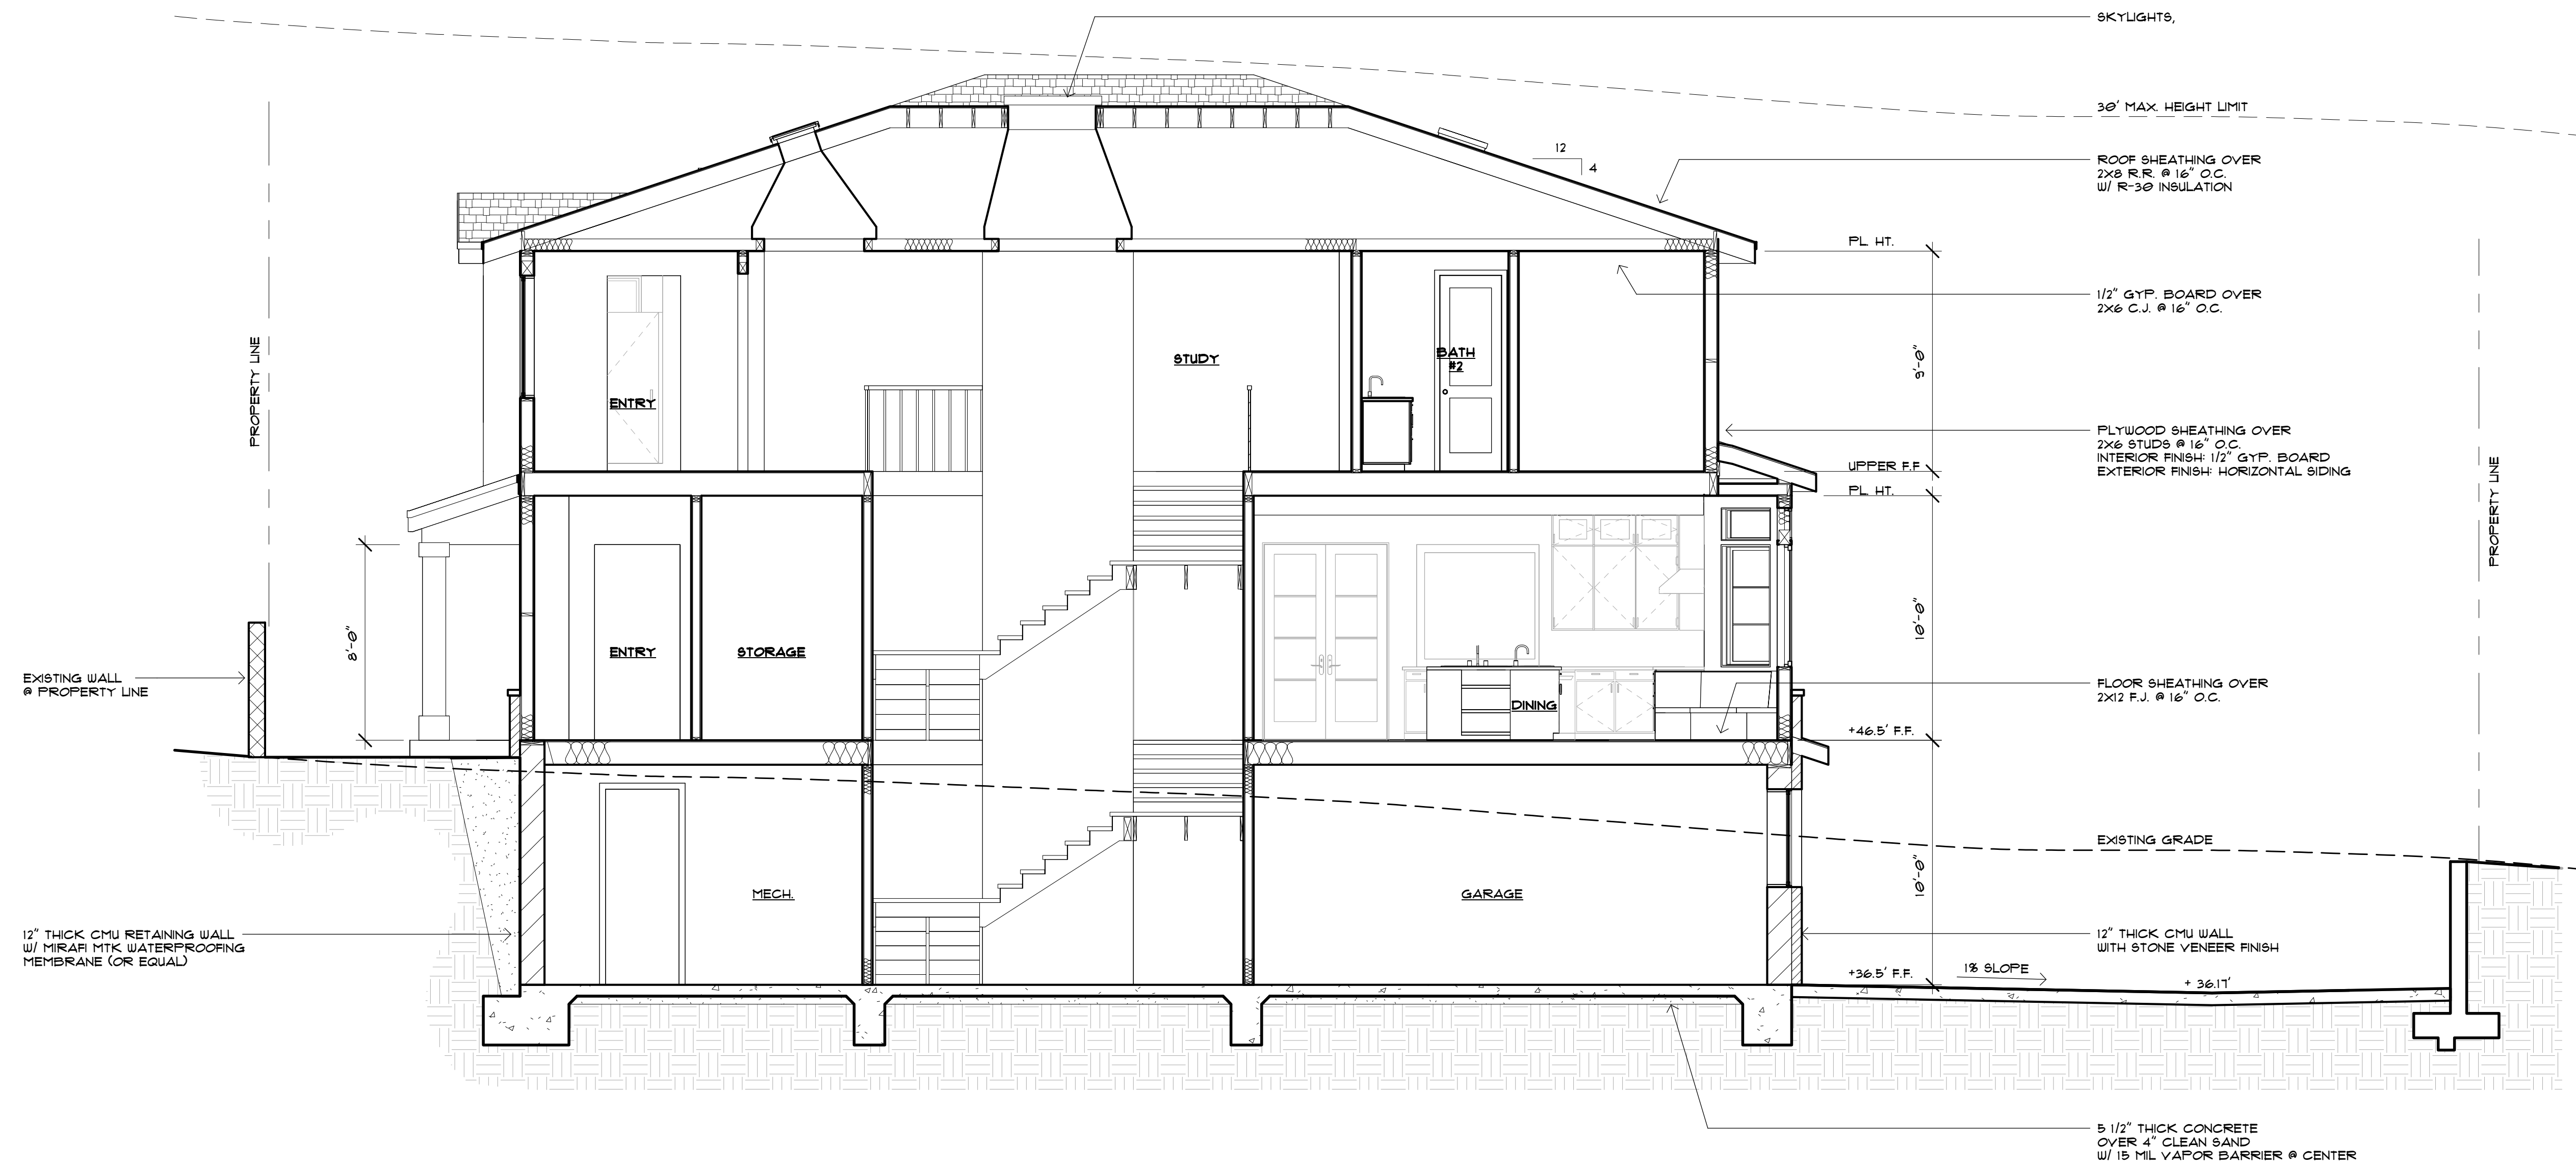 SKYLIGHTS,
30' MAX. HEIGHT LIMIT
12
4
ROOF SHEATHING OVER
2X8 R.R. @ 16" O.C.
W/ R-30 INSULATION
PL. HT.
1/2" GYP. BOARD OVER
2X6 C.J. @ 16" O.C.
PROPERTY LINE
STUDY
BATH
#2
9'-0"
ENTRY
PLYWOOD SHEATHING OVER
2X6 STUDS @ 16" O.C.
INTERIOR FINISH: 1/2" GYP. BOARD
EXTERIOR FINISH: HORIZONTAL SIDING
UPPER F.F
PL. HT.
PROPERTY LINE
8'-0"
10'-0"
ENTRY
STORAGE
EXISTING WALL
@ PROPERTY LINE
DINING
FLOOR SHEATHING OVER
2X12 F.J. @ 16" O.C.
+46.5' F.F.
EXISTING GRADE
10'-0"
MECH.
GARAGE
12" THICK CMU RETAINING WALL
W/ MIRAFI MTK WATERPROOFING
MEMBRANE (OR EQUAL)
12" THICK CMU WALL
WITH STONE VENEER FINISH
+36.5' F.F.
1% SLOPE
+ 36.17'
5 1/2" THICK CONCRETE
OVER 4" CLEAN SAND
W/ 15 MIL VAPOR BARRIER @ CENTER